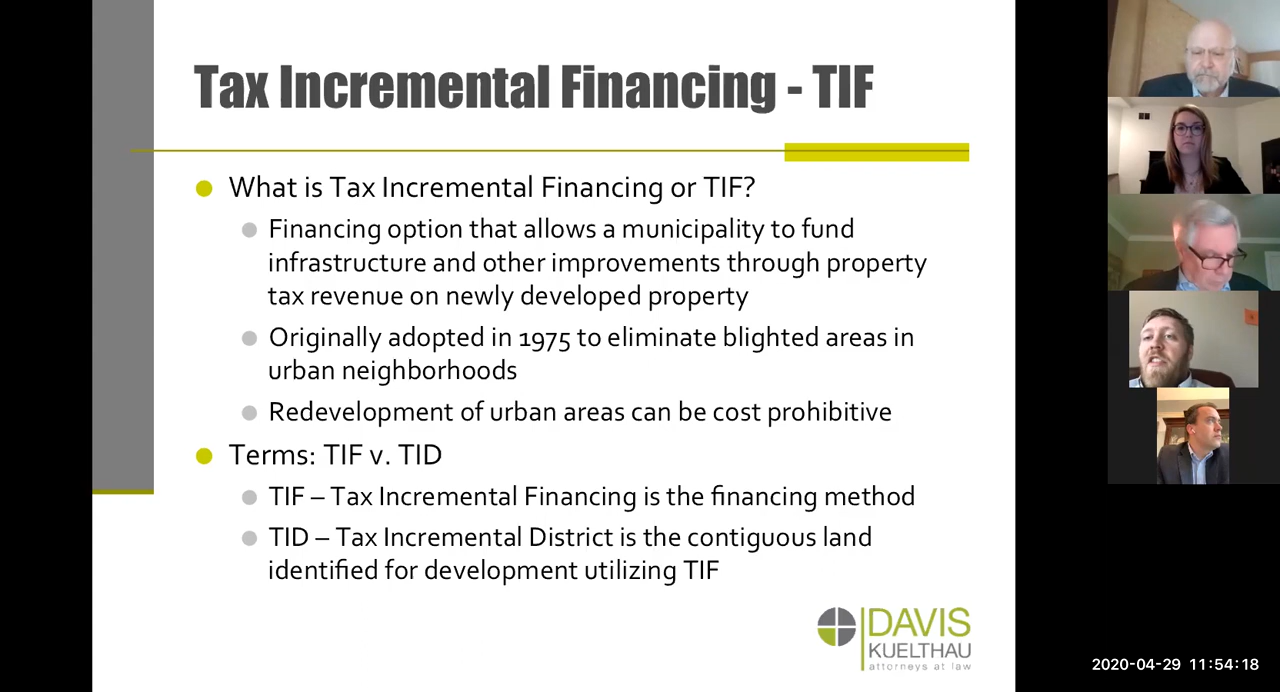 Tax Incremental Financing - TIF
What is Tax Incremental Financing or TIF?
Financing option that allows a municipality to fund
infrastructure and other improvements through property
tax revenue on newly developed property
Originally adopted in 1975 to eliminate blighted areas in
urban neighborhoods
Redevelopment of urban areas can be cost prohibitive
Terms: TIF v. TID
TIF – Tax Incremental Financing is the financing method
TID – Tax Incremental District is the contiguous land
identified for development utilizing TIF
DAVIS
KUELTHAU
attorneys at law
2020-04-29 11:54:18